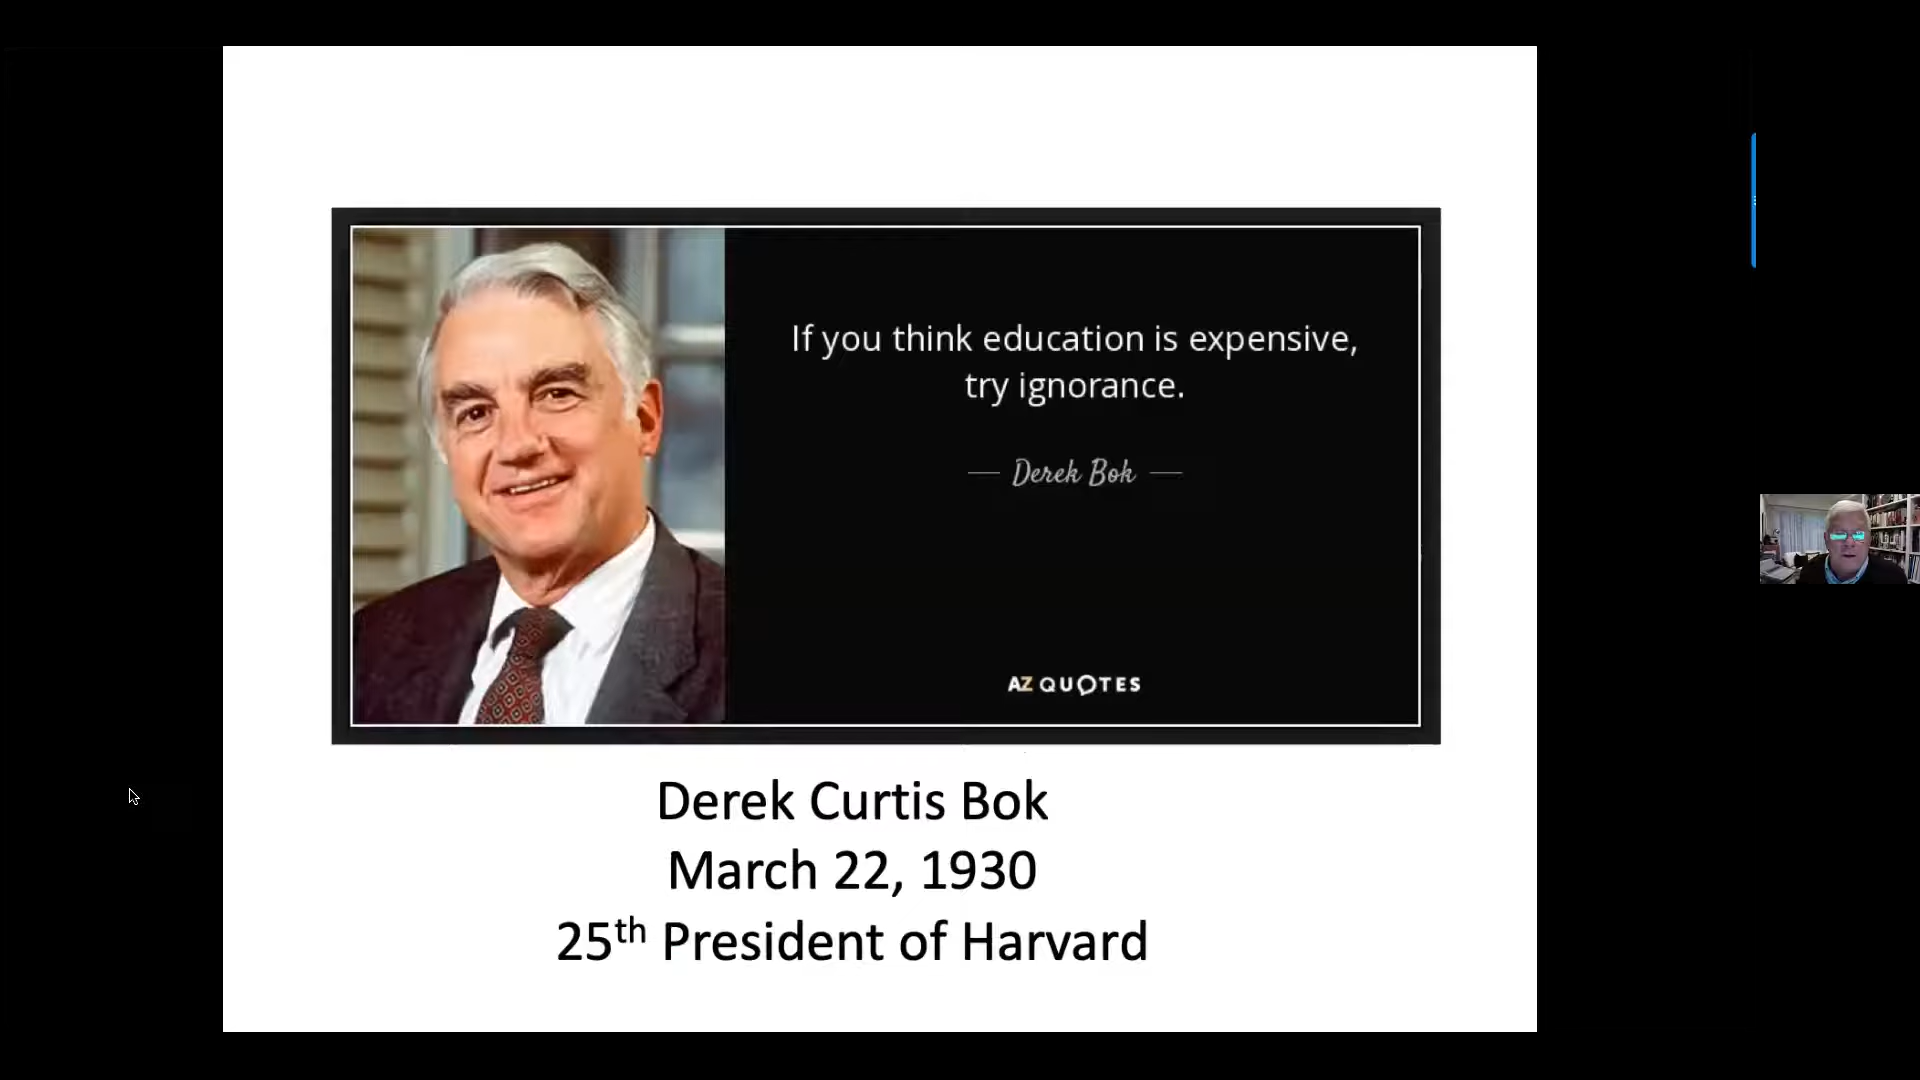 If you think education is expensive,
try ignorance.
Derek Bok
AZ QUOTES
Derek Curtis Bok
March 22, 1930
25th President of Harvard